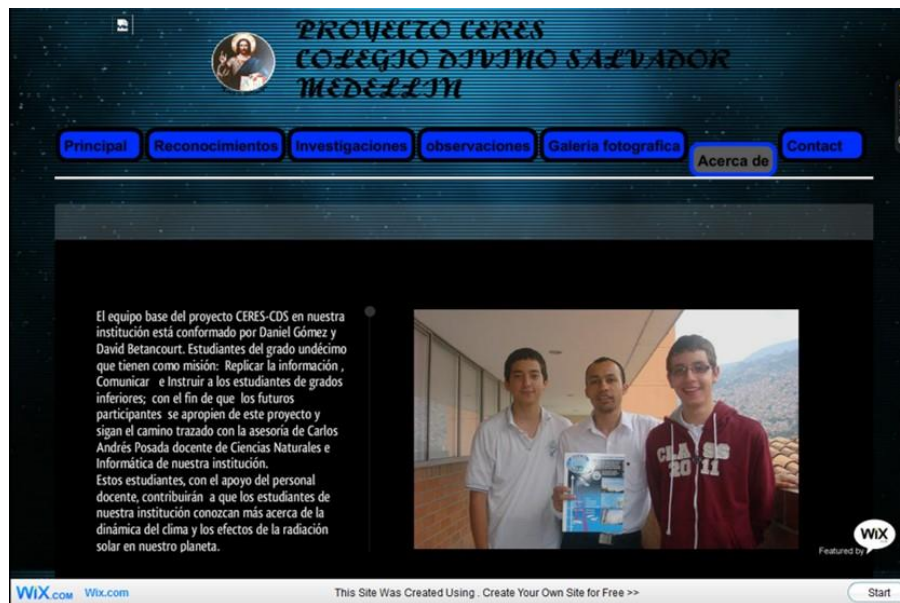 PROYECTO CERES
COLEGIO DIVINO SALVADOR
MEDELLIN
Principal
Reconocimientos
Investigaciones
observaciones
Galeria fotografica
Acerca de
Contact
El equipo base del proyecto CERES-CDS en nuestra
institución está conformado por Daniel Gómez y
David Betancourt. Estudiantes del grado undécimo
que tienen como misión: Replicar la información ,
Comunicar e Instruir a los estudiantes de grados
inferiores; con el fin de que los futuros
participantes se apropien de este proyecto y
sigan el camino trazado con la asesoría de Carlos
Andrés Posada docente de Ciencias Naturales e
Informática de nuestra institución.
Estos estudiantes, con el apoyo del personal
docente, contribuirán a que los estudiantes de
nuestra institución conozcan más acerca de la
dinámica del clima y los efectos de la radiación
solar en nuestro planeta.
CLASS
2011
WiX
Featured by
WiX.COM Wix.com
This Site Was Created Using . Create Your Own Site for Free >>
Start